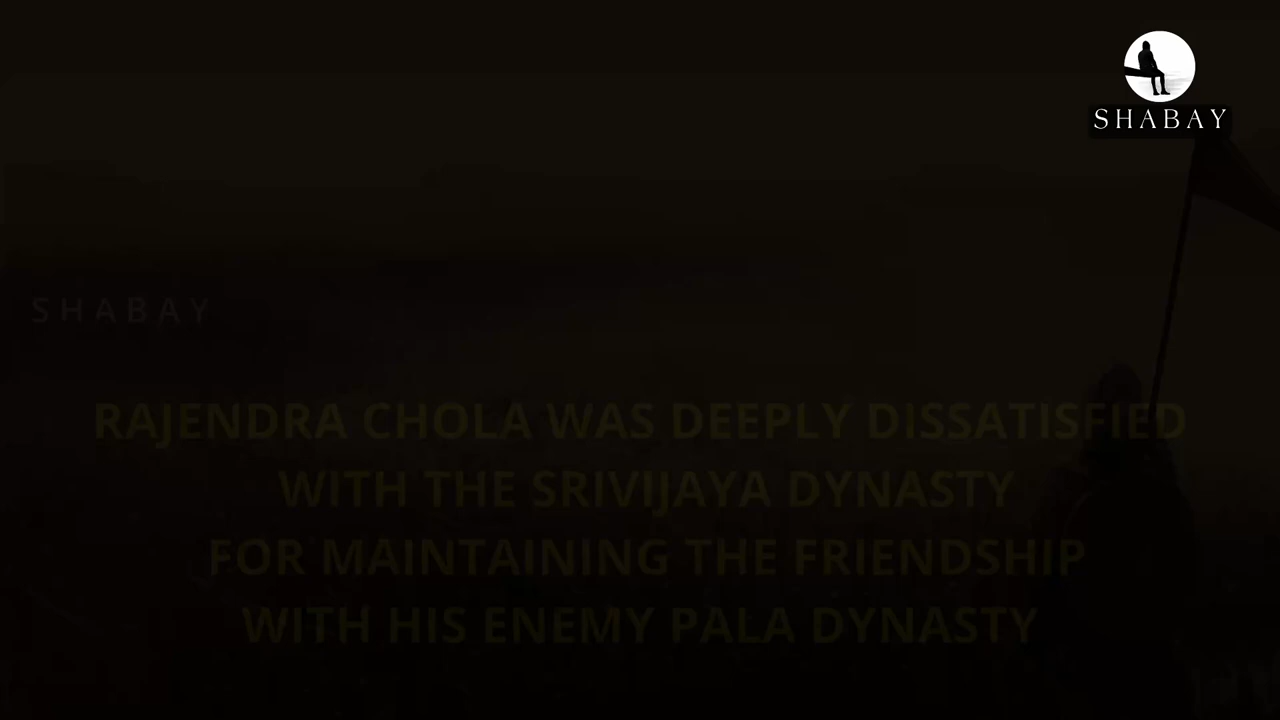 SHABAY
SHABAY
RAJENDRA CHOLA WAS DEEPLY DISSATISFIED
WITH THE SRIVIJAYA DYNASTY
FOR MAINTAINING THE FRIENDSHIP
WITH HIS ENEMY PALA DYNASTY